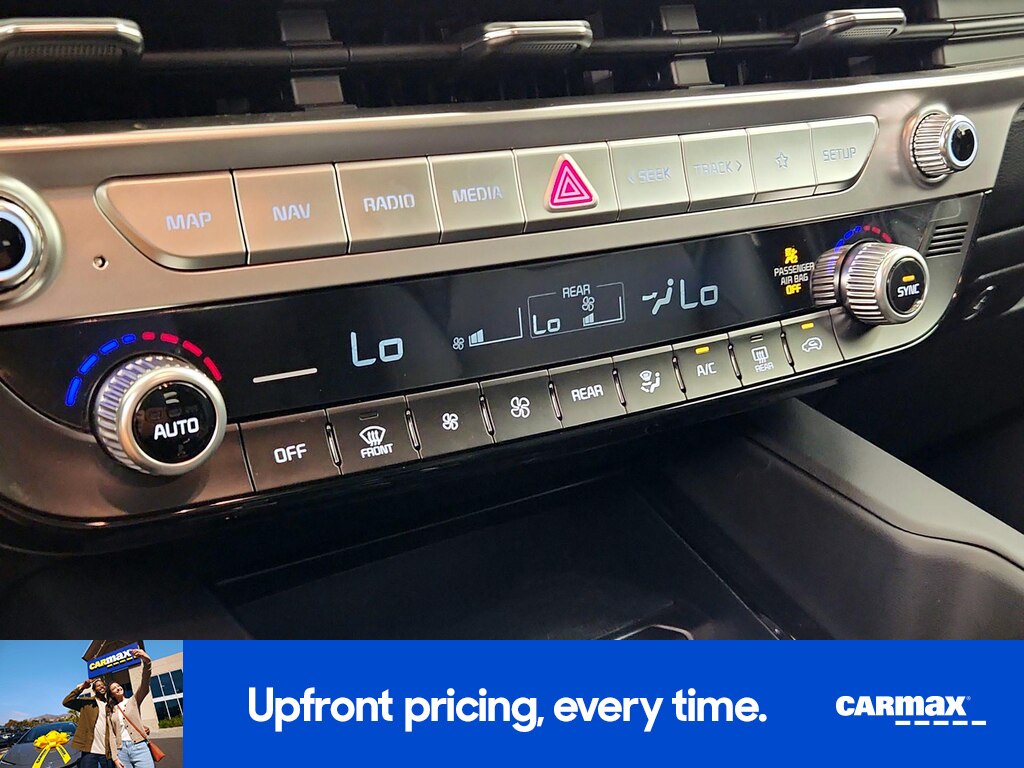 MAP
NAV
RADIO
MEDIA
< SEEK
TRACK >
SETUP
Lo
REAR
Lo
Lo
PASSENGER
AIR BAG
OFF
SYNC
AUTO
OFF
FRONT
REAR
A/C
REAR
CARMAX
Upfront pricing, every time.
CARMAX